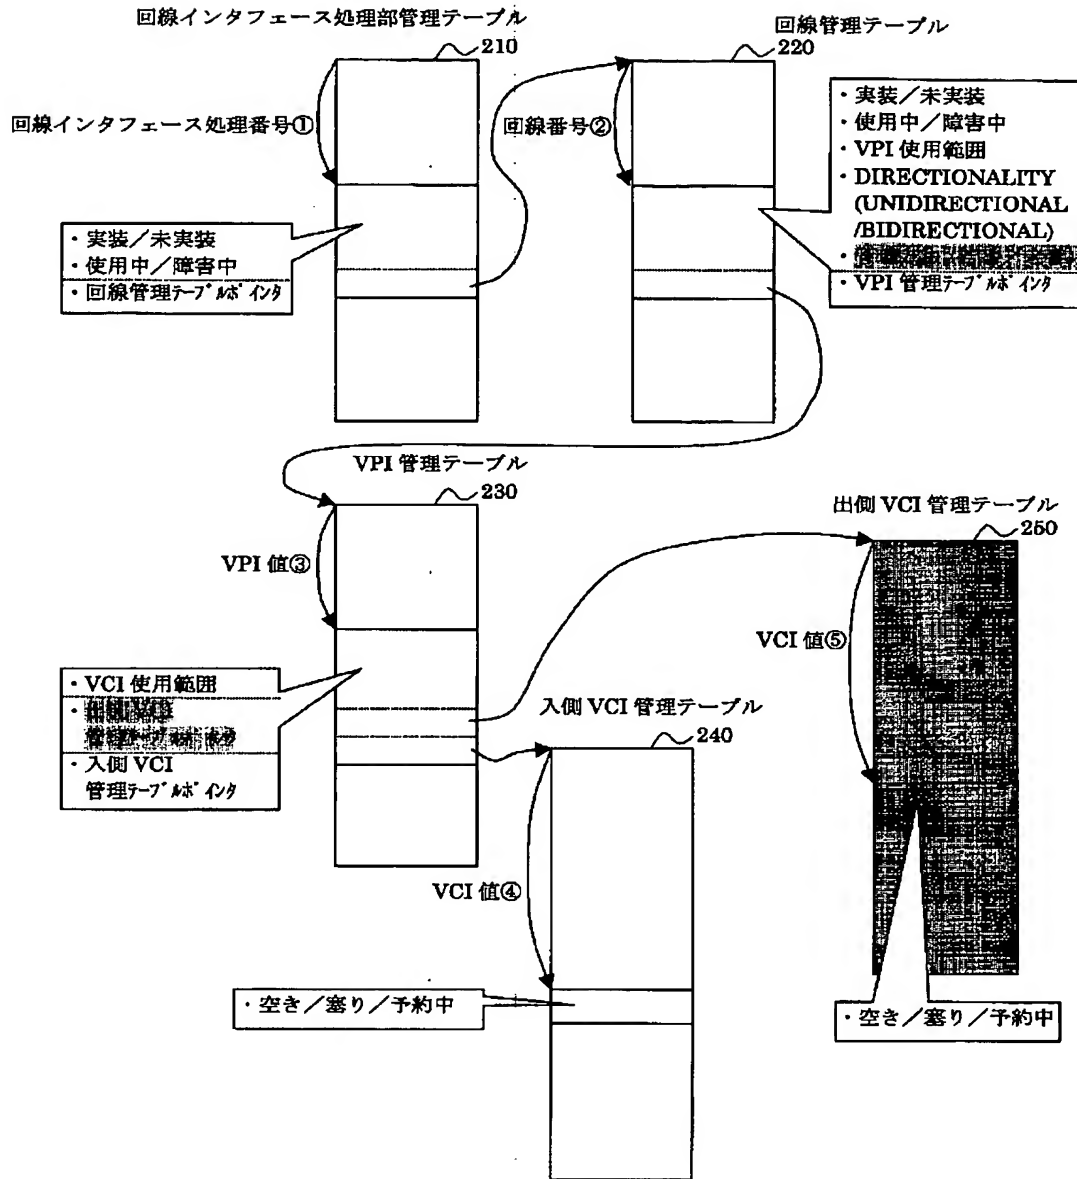 回線インタフェース処理部管理テーブル
210
回線管理テーブル
220
回線インタフェース処理番号①
回線番号②
・実装/未実装
・使用中/障害中
・VPI 使用範囲
・DIRECTIONALITY
(UNIDIRECTIONAL
/BIDIRECTIONAL)
・VPI 管理テーブルポインタ
・実装/未実装
・使用中/障害中
・回線管理テーブルポインタ
VPI 管理テーブル
230
出側 VCI 管理テーブル
250
VPI 値③
VCI 値⑤
・VCI 使用範囲
・入側 VCI
管理テーブルポインタ
入側 VCI 管理テーブル
240
VCI 値④
・空き/塞り/予約中
・空き/塞り/予約中